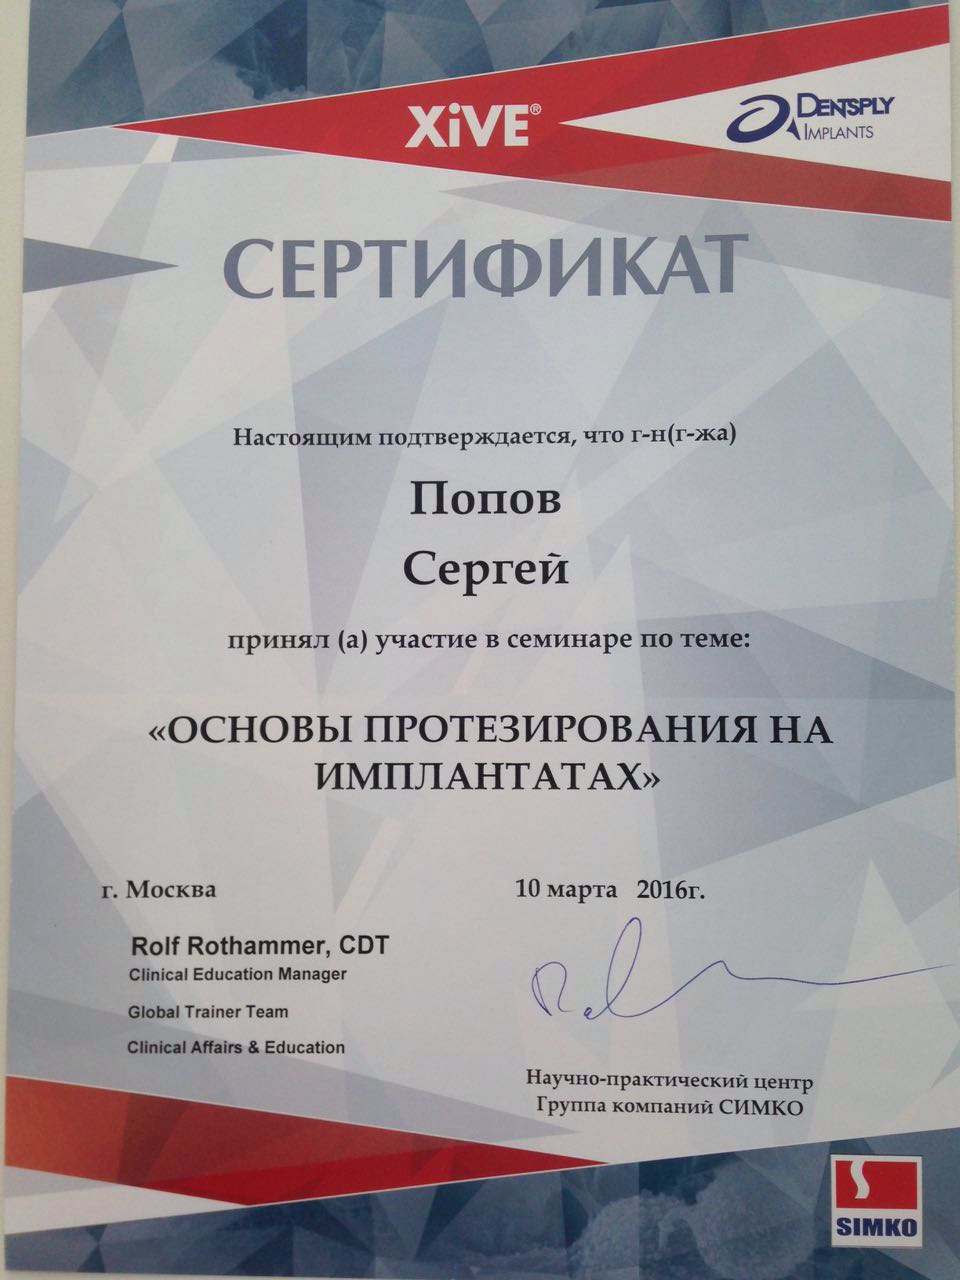 XiVE®
DENTSPLY
IMPLANTS
СЕРТИФИКАТ
Настоящим подтверждается, что г-н(г-жа)
Попов
Сергей
принял (а) участие в семинаре по теме:
«ОСНОВЫ ПРОТЕЗИРОВАНИЯ НА
ИМПЛАНТАТАХ»
г. Москва 10 марта 2016г.
Rolf Rothammer, CDT
Clinical Education Manager
Global Trainer Team
Clinical Affairs & Education
Научно-практический центр
Группа компаний СИМКО
SIMKO